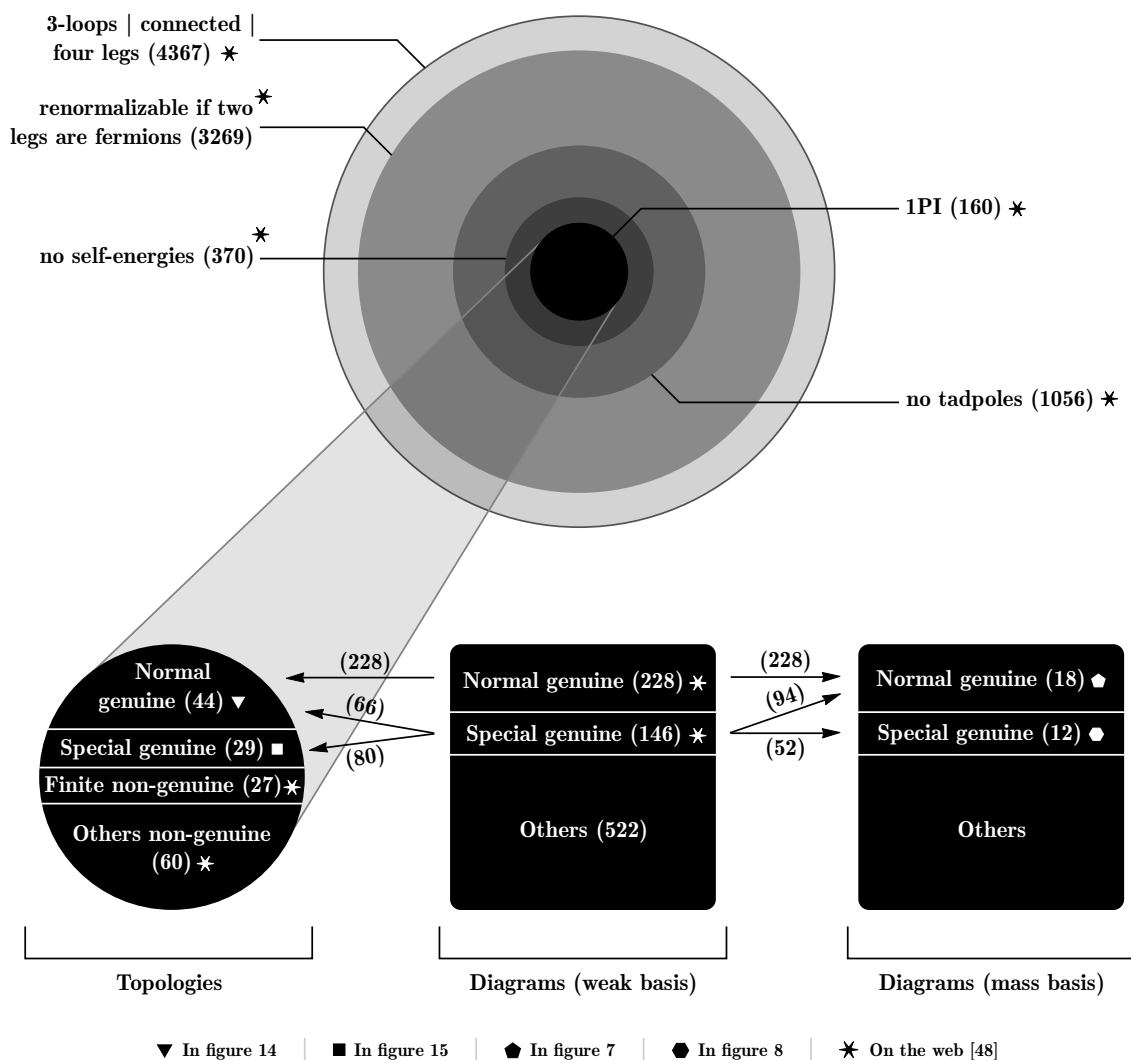 3-loops | connected |
four legs (4367) ✶
renormalizable if two ✶
legs are fermions (3269)
1PI (160) ✶
no self-energies (370) ✶
no tadpoles (1056) ✶
Normal
genuine (44) ▼
Special genuine (29) ■
Finite non-genuine (27) ✶
Others non-genuine
(60) ✶
(228)
(66)
(80)
Normal genuine (228) ✶
Special genuine (146) ✶
Others (522)
(228)
(94)
(52)
Normal genuine (18) ⬟
Special genuine (12) ⬣
Others
Topologies
Diagrams (weak basis)
Diagrams (mass basis)
▼ In figure 14 | ■ In figure 15 | ⬟ In figure 7 | ⬣ In figure 8 | ✶ On the web [48]